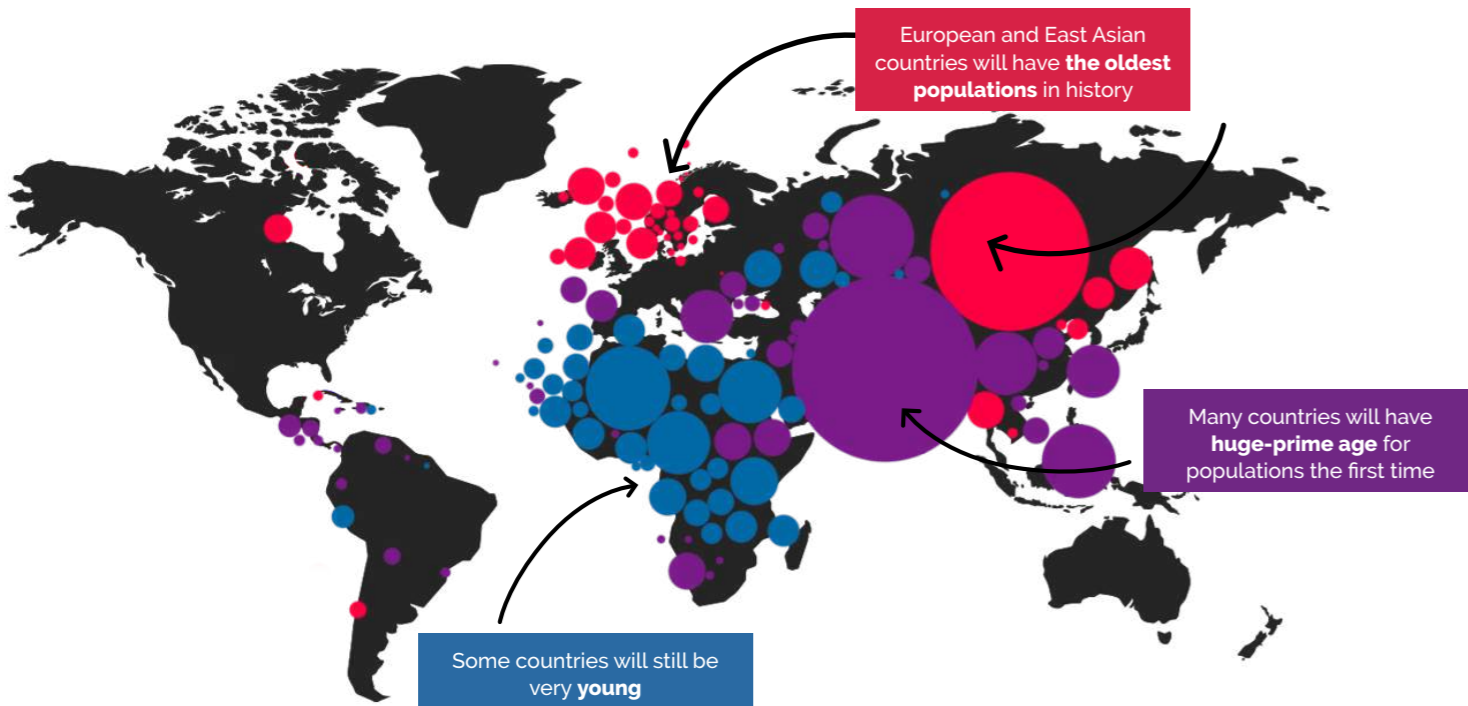 European and East Asian
countries will have the oldest
populations in history
Many countries will have
huge-prime age for
populations the first time
Some countries will still be
very young